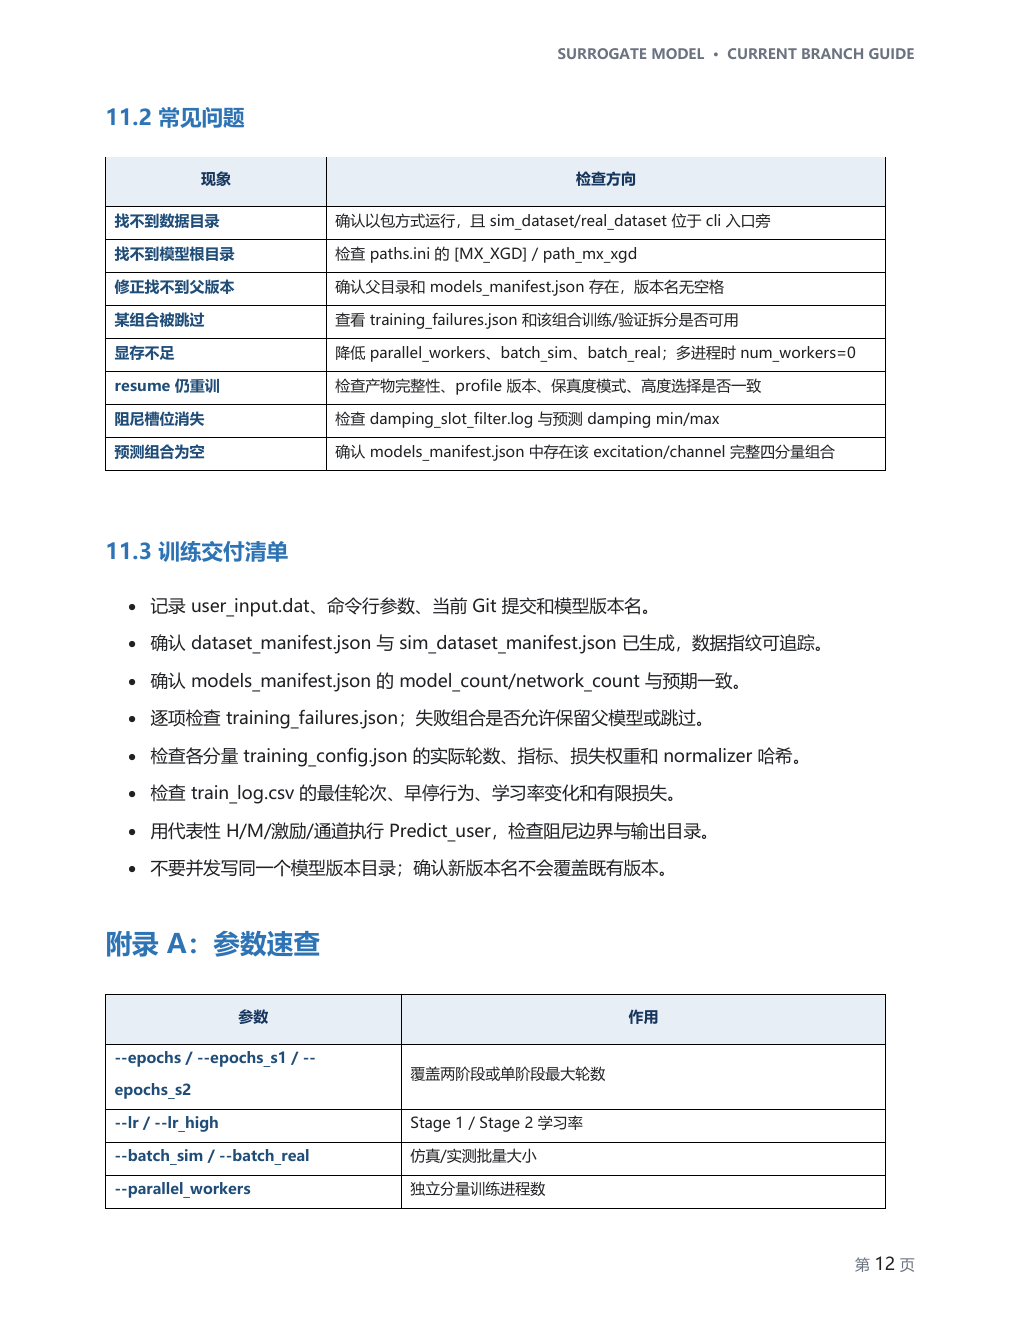 SURROGATE MODEL • CURRENT BRANCH GUIDE
11.2 常见问题
现象 检查方向
找不到数据目录 确认以包方式运行，且 sim_dataset/real_dataset 位于 cli 入口旁
找不到模型根目录 检查 paths.ini 的 [MX_XGD] / path_mx_xgd
修正找不到父版本 确认父目录和 models_manifest.json 存在，版本名无空格
某组合被跳过 查看 training_failures.json 和该组合训练/验证拆分是否可用
显存不足 降低 parallel_workers、batch_sim、batch_real；多进程时 num_workers=0
resume 仍重训 检查产物完整性、profile 版本、保真度模式、高度选择是否一致
阻尼槽位消失 检查 damping_slot_filter.log 与预测 damping min/max
预测组合为空 确认 models_manifest.json 中存在该 excitation/channel 完整四分量组合
11.3 训练交付清单
• 记录 user_input.dat、命令行参数、当前 Git 提交和模型版本名。
• 确认 dataset_manifest.json 与 sim_dataset_manifest.json 已生成，数据指纹可追踪。
• 确认 models_manifest.json 的 model_count/network_count 与预期一致。
• 逐项检查 training_failures.json；失败组合是否允许保留父模型或跳过。
• 检查各分量 training_config.json 的实际轮数、指标、损失权重和 normalizer 哈希。
• 检查 train_log.csv 的最佳轮次、早停行为、学习率变化和有限损失。
• 用代表性 H/M/激励/通道执行 Predict_user，检查阻尼边界与输出目录。
• 不要并发写同一个模型版本目录；确认新版本名不会覆盖既有版本。
附录 A：参数速查
参数 作用
--epochs / --epochs_s1 / --
epochs_s2
覆盖两阶段或单阶段最大轮数
--lr / --lr_high Stage 1 / Stage 2 学习率
--batch_sim / --batch_real 仿真/实测批量大小
--parallel_workers 独立分量训练进程数
第 12 页